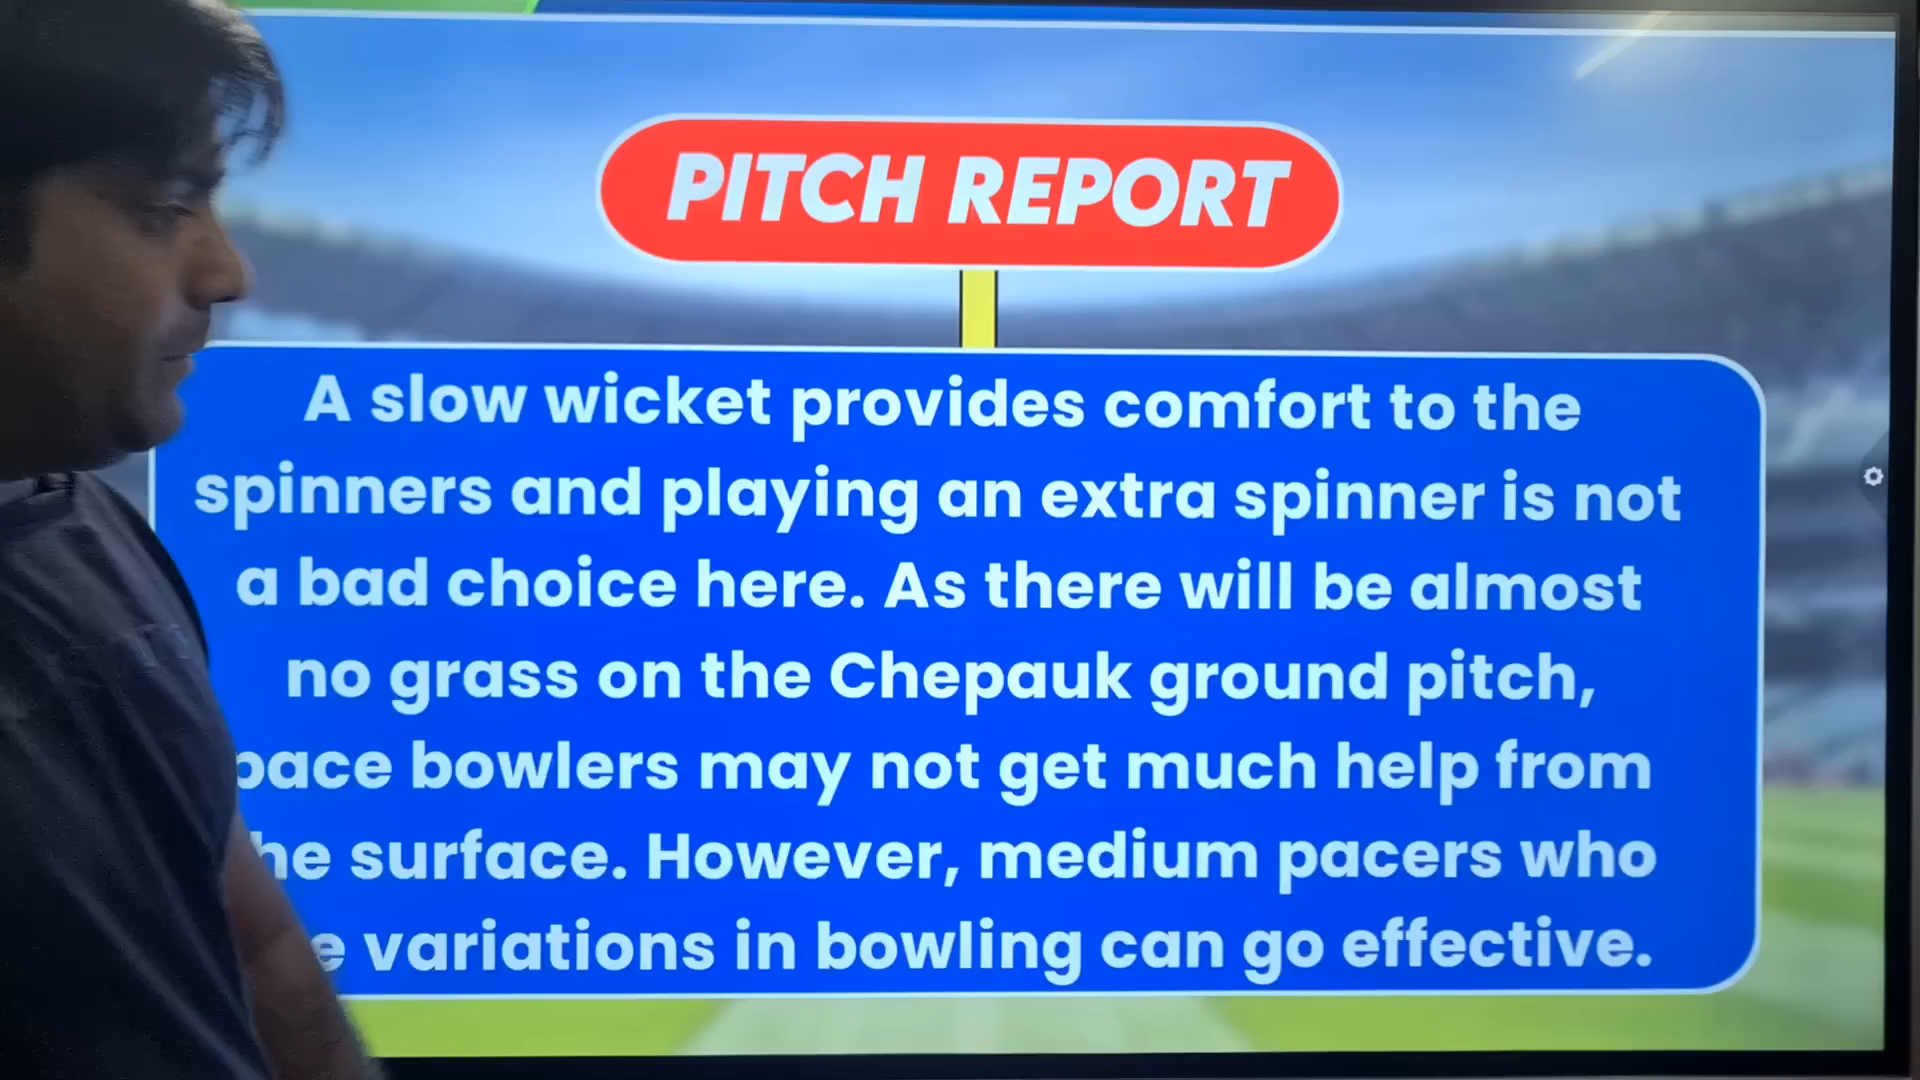 PITCH REPORT
A slow wicket provides comfort to the
spinners and playing an extra spinner is not
a bad choice here. As there will be almost
no grass on the Chepauk ground pitch,
pace bowlers may not get much help from
the surface. However, medium pacers who
variations in bowling can go effective.